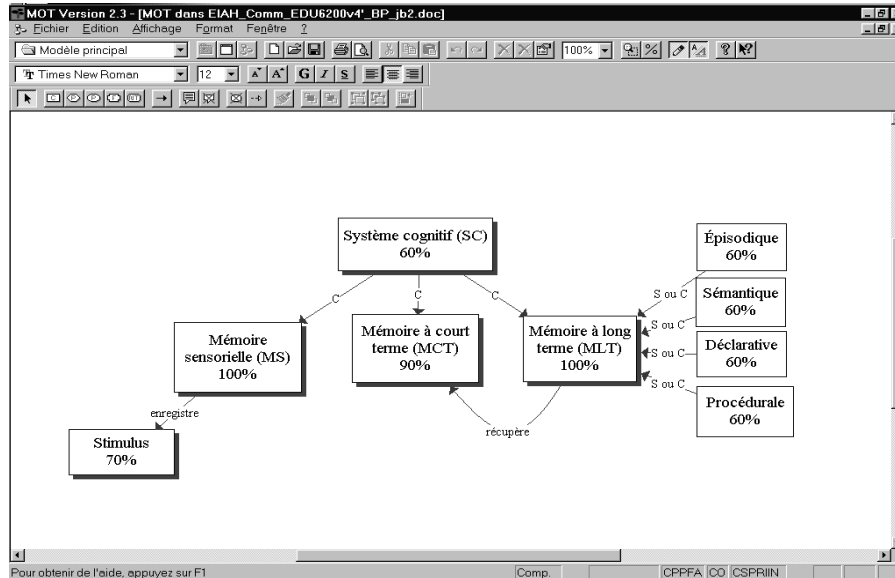 MOT Version 2.3 - [MOT dans EIAH_Comm_EDU6200v4'_BP_jb2.doc]
Fichier Edition Affichage Format Fenêtre ?
Modèle principal 100%
Times New Roman 12 A A G I S
Système cognitif (SC)
60%
C
C
C
Mémoire
sensorielle (MS)
100%
Mémoire à court
terme (MCT)
90%
Mémoire à long
terme (MLT)
100%
Épisodique
60%
Sémantique
60%
Déclarative
60%
Procédurale
60%
S ou C
S ou C
S ou C
S ou C
enregistre
récupère
Stimulus
70%
Pour obtenir de l'aide, appuyez sur F1 Comp. CPPFA CO CSPRIIN